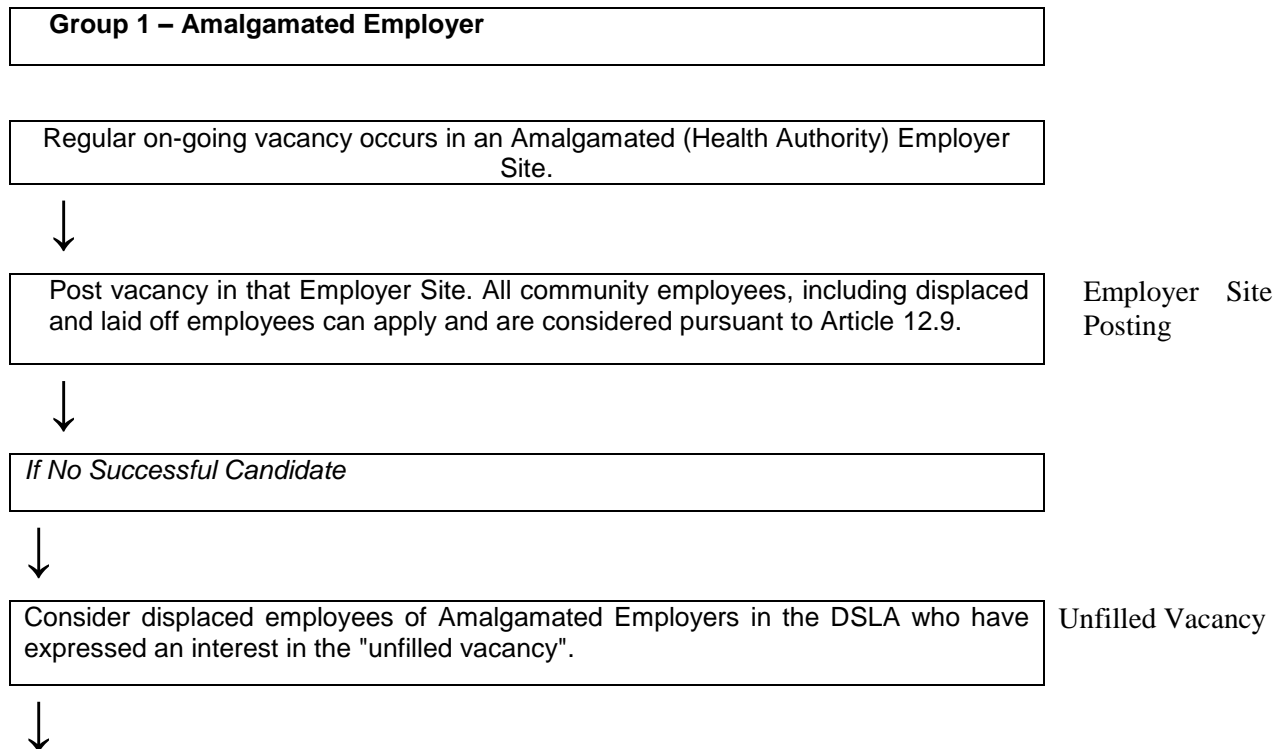 Group 1 – Amalgamated Employer
Regular on-going vacancy occurs in an Amalgamated (Health Authority) Employer
Site.
Post vacancy in that Employer Site. All community employees, including displaced
and laid off employees can apply and are considered pursuant to Article 12.9.
Employer Site
Posting
If No Successful Candidate
Consider displaced employees of Amalgamated Employers in the DSLA who have
expressed an interest in the "unfilled vacancy".
Unfilled Vacancy